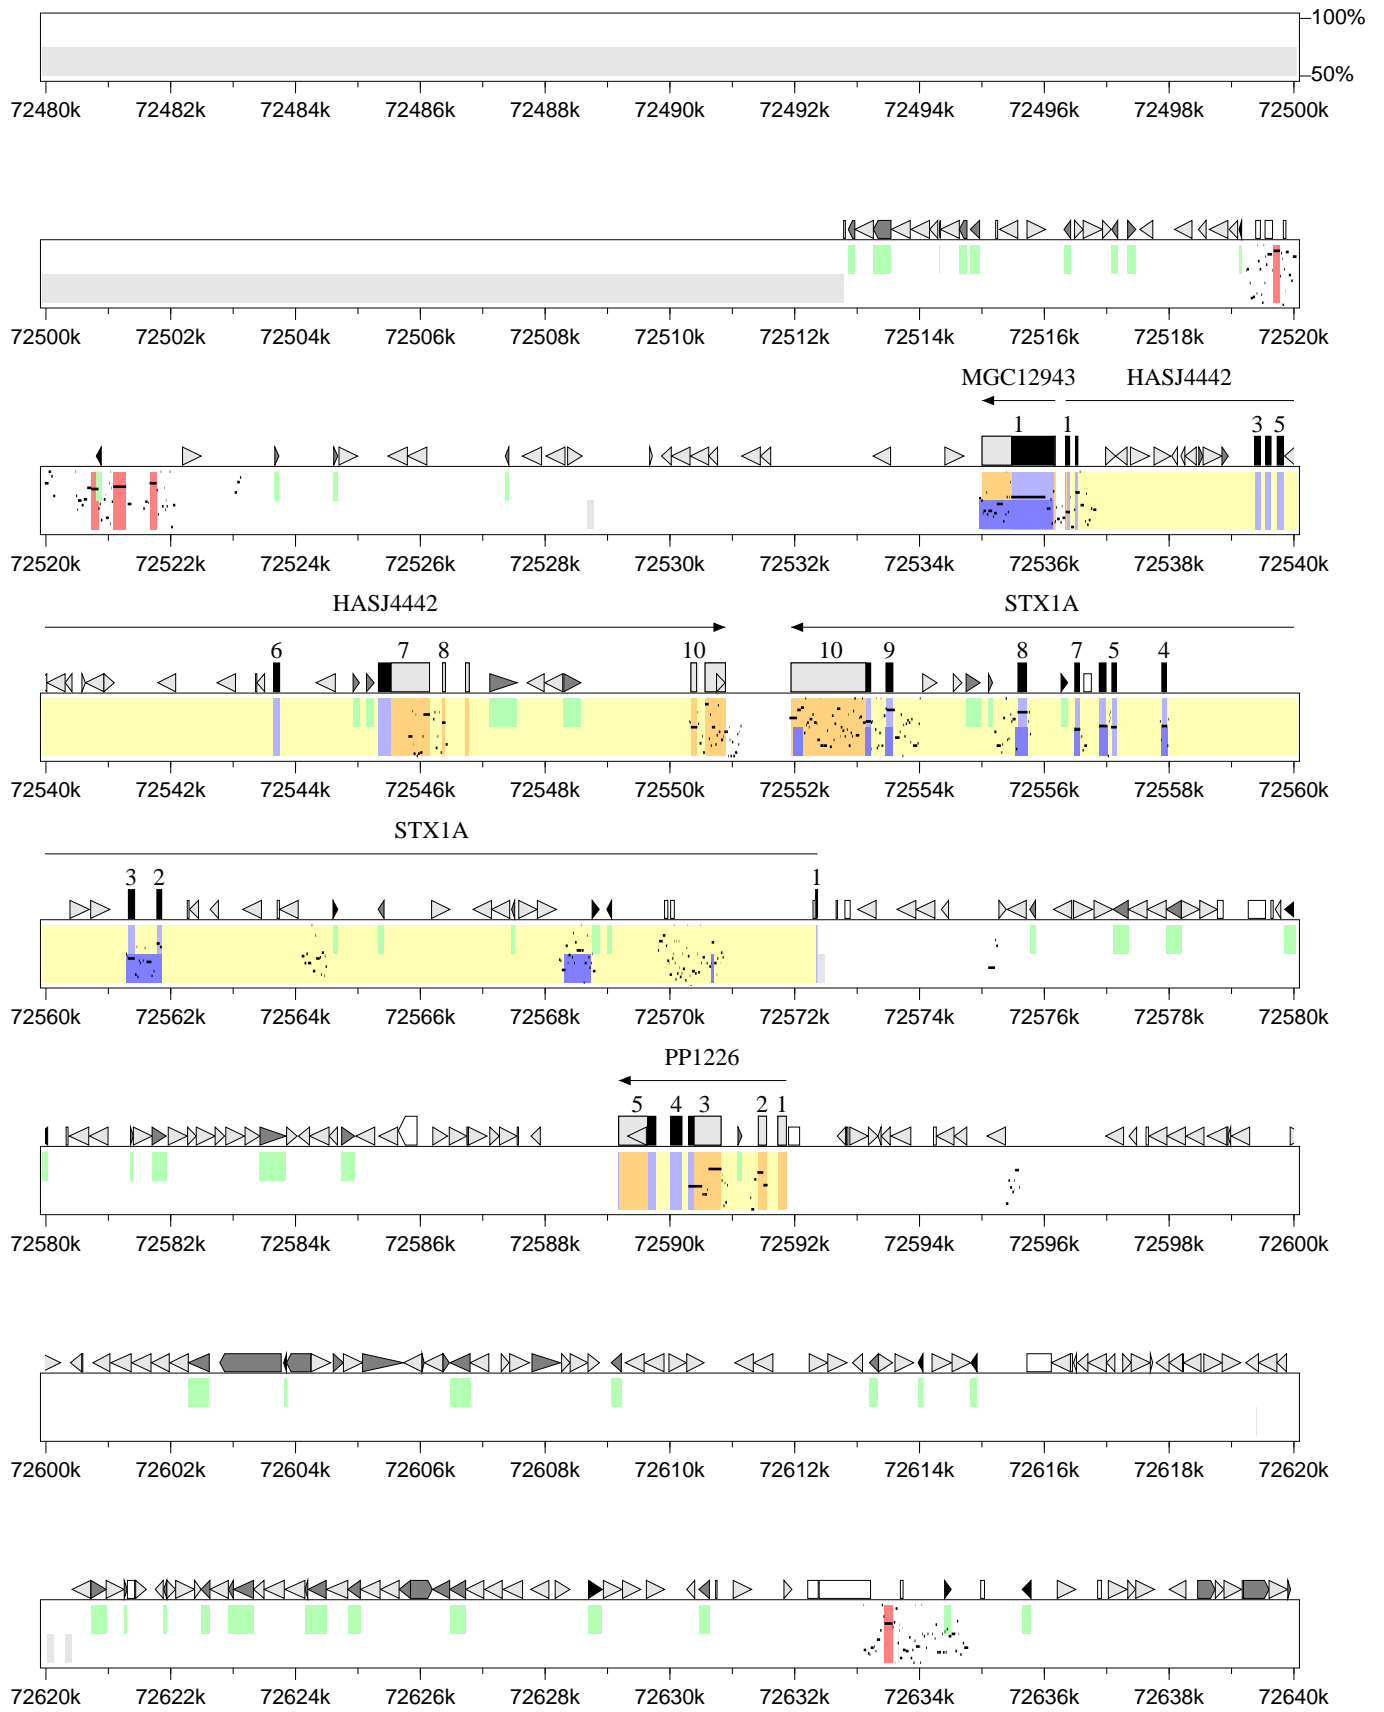 100%
50%
72480k 72482k 72484k 72486k 72488k 72490k 72492k 72494k 72496k 72498k 72500k
72500k 72502k 72504k 72506k 72508k 72510k 72512k 72514k 72516k 72518k 72520k
MGC12943 HASJ4442
1 1 3 5
72520k 72522k 72524k 72526k 72528k 72530k 72532k 72534k 72536k 72538k 72540k
HASJ4442 STX1A
6 7 8 10 10 9 8 7 5 4
72540k 72542k 72544k 72546k 72548k 72550k 72552k 72554k 72556k 72558k 72560k
STX1A
3 2 1
72560k 72562k 72564k 72566k 72568k 72570k 72572k 72574k 72576k 72578k 72580k
PP1226
5 4 3 2 1
72580k 72582k 72584k 72586k 72588k 72590k 72592k 72594k 72596k 72598k 72600k
72600k 72602k 72604k 72606k 72608k 72610k 72612k 72614k 72616k 72618k 72620k
72620k 72622k 72624k 72626k 72628k 72630k 72632k 72634k 72636k 72638k 72640k